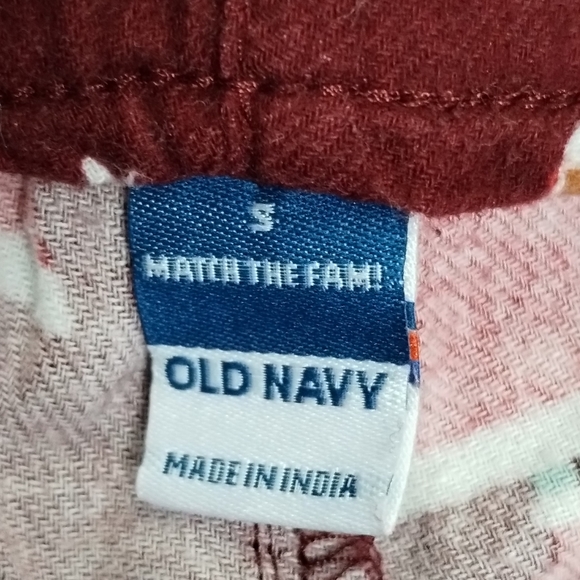 S
MATCH THE FAM!
OLD NAVY
MADE IN INDIA